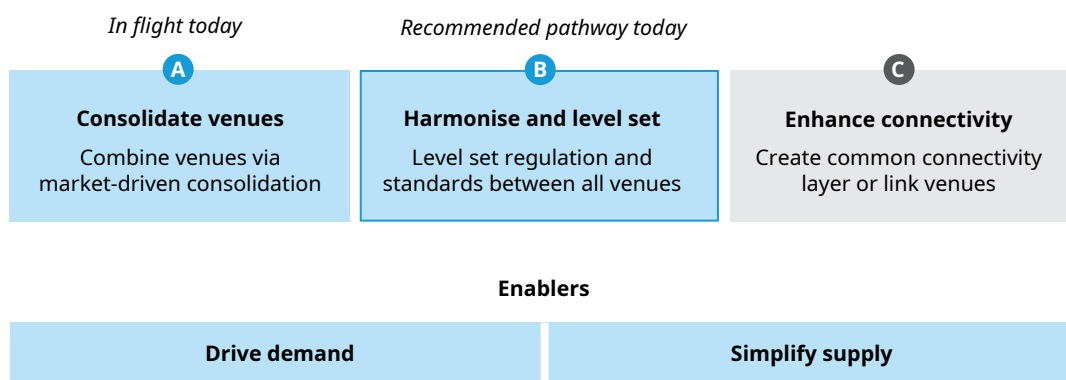 In flight today
Recommended pathway today
A
B
C
Consolidate venues
Combine venues via
market-driven consolidation
Harmonise and level set
Level set regulation and
standards between all venues
Enhance connectivity
Create common connectivity
layer or link venues
Enablers
Drive demand
Simplify supply